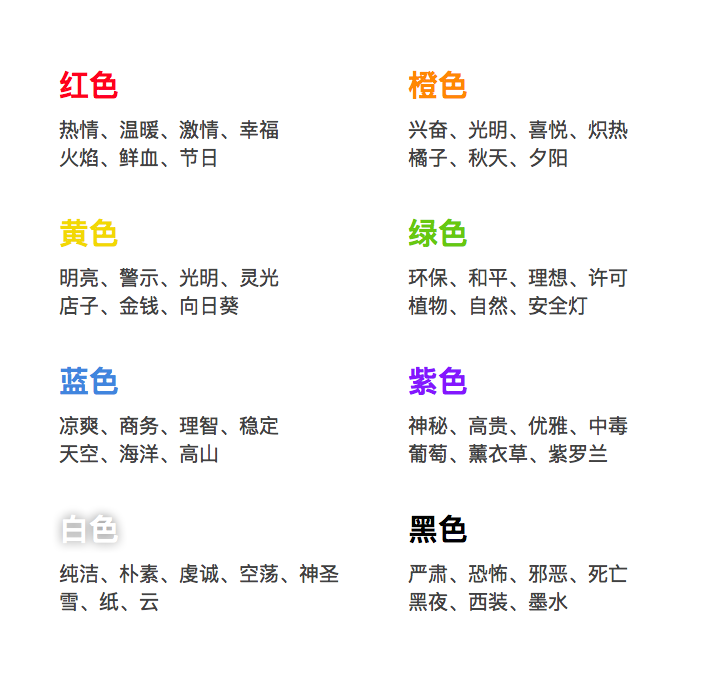 红色
热情、温暖、激情、幸福
火焰、鲜血、节日
橙色
兴奋、光明、喜悦、炽热
橘子、秋天、夕阳
黄色
明亮、警示、光明、灵光
店子、金钱、向日葵
绿色
环保、和平、理想、许可
植物、自然、安全灯
蓝色
凉爽、商务、理智、稳定
天空、海洋、高山
紫色
神秘、高贵、优雅、中毒
葡萄、薰衣草、紫罗兰
白色
纯洁、朴素、虔诚、空荡、神圣
雪、纸、云
黑色
严肃、恐怖、邪恶、死亡
黑夜、西装、墨水